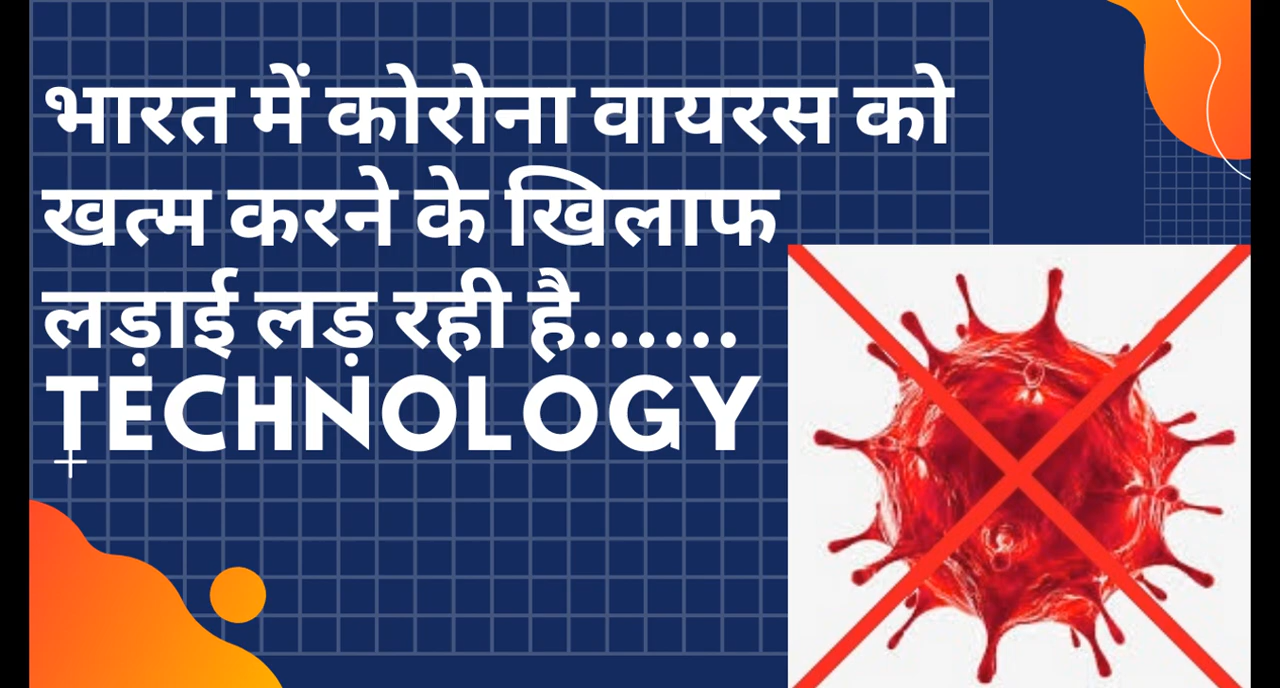 भारत में कोरोना वायरस को
खत्म करने के खिलाफ
लड़ाई लड़ रही है......
TECHNOLOGY